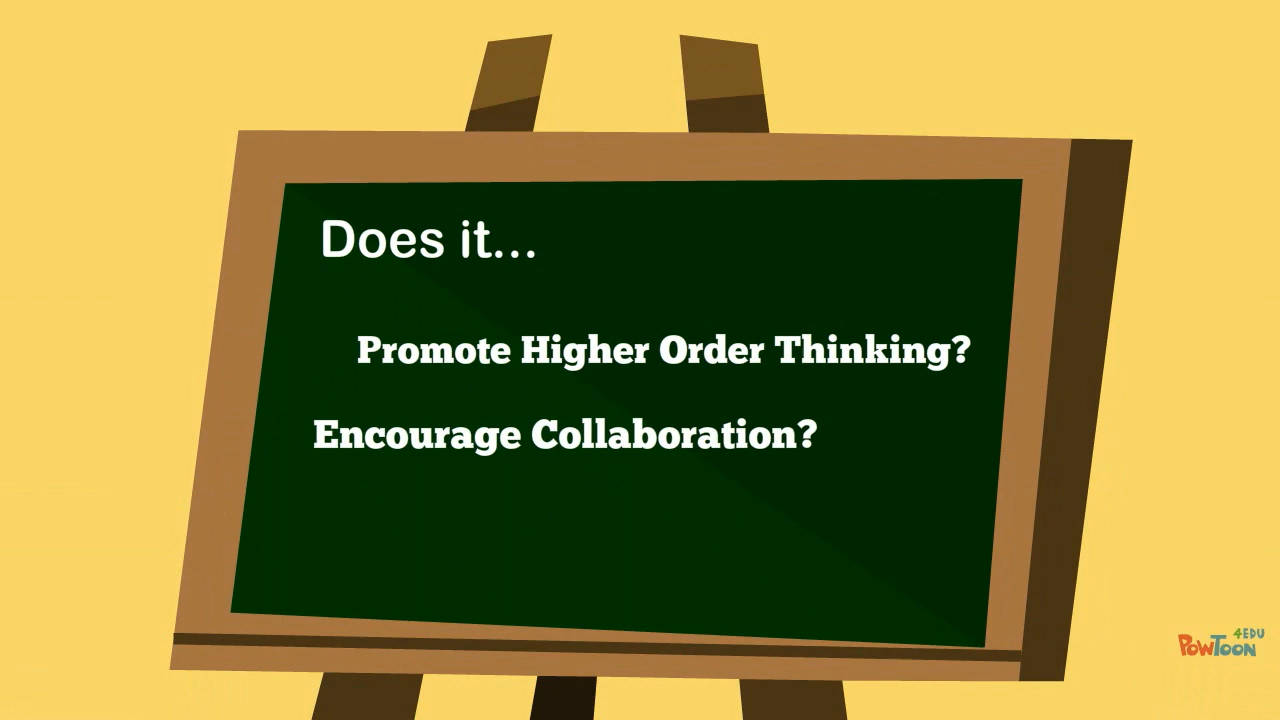 Does it...
Promote Higher Order Thinking?
Encourage Collaboration?
4EDU
PowToon